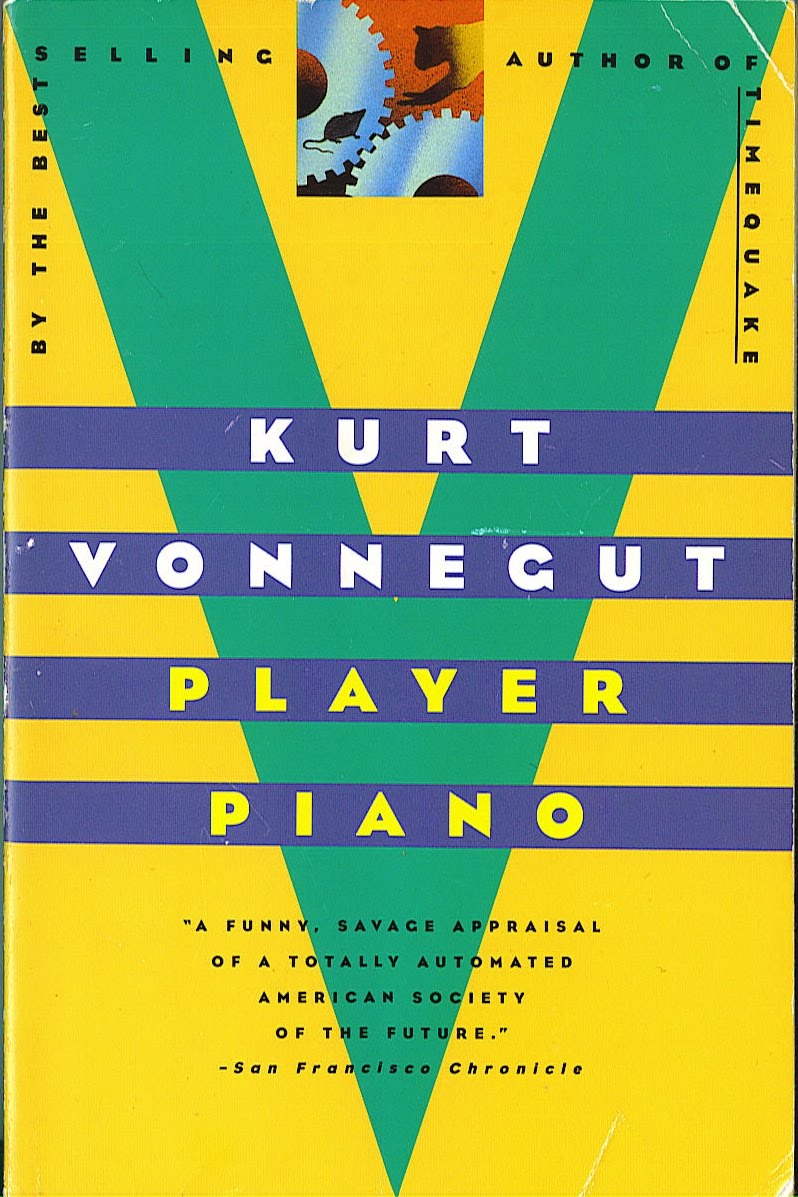 BY THE BEST
SELLING
AUTHOR OF
TIMEQUAKE
KURT
VONNEGUT
PLAYER
PIANO
"A FUNNY, SAVAGE APPRAISAL
OF A TOTALLY AUTOMATED
AMERICAN SOCIETY
OF THE FUTURE."
–San Francisco Chronicle